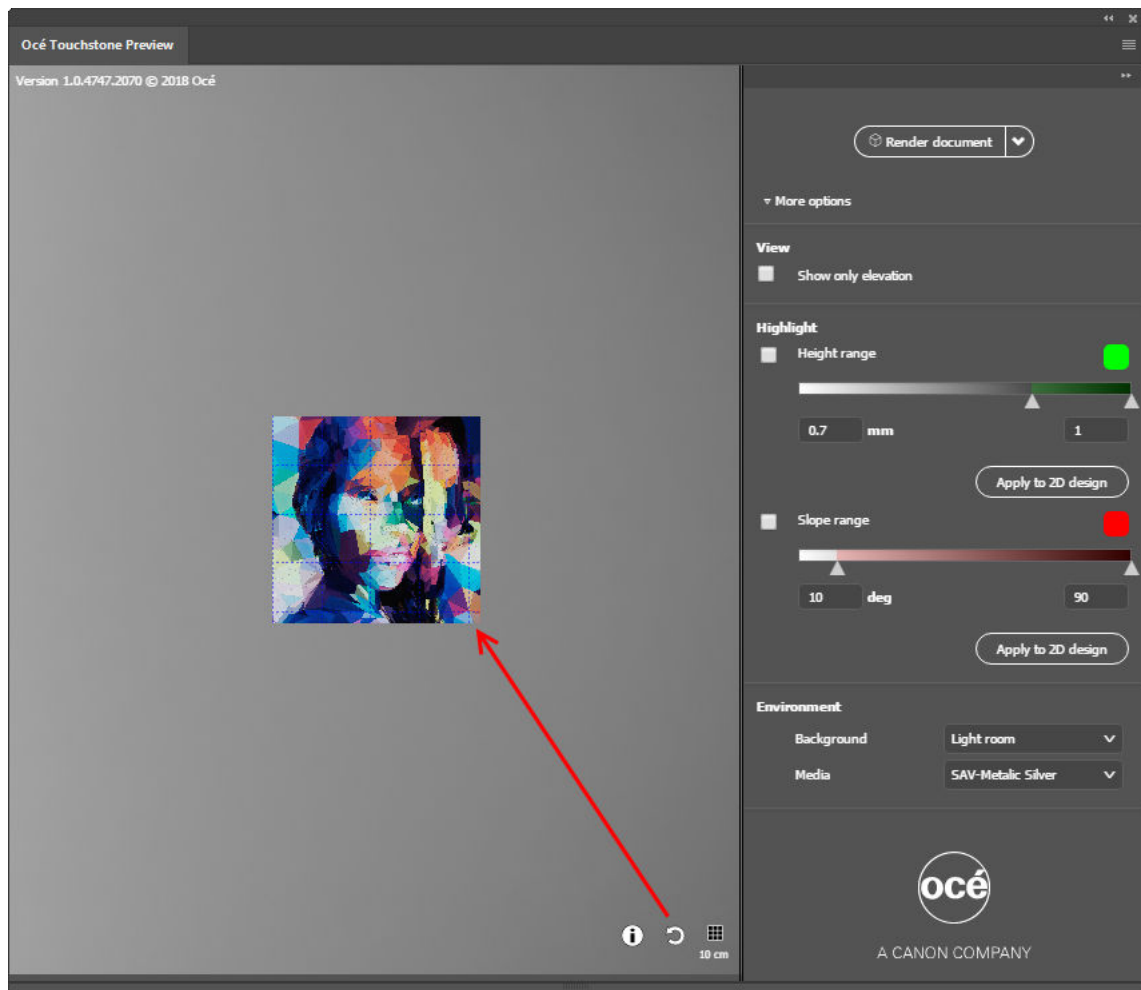 Océ Touchstone Preview
Version 1.0.4747.2070 © 2018 Océ
Render document
More options
View
Show only elevation
Highlight
Height range
0.7 mm 1
Apply to 2D design
Slope range
10 deg 90
Apply to 2D design
Environment
Background Light room
Media SAV-Metalic Silver
10 cm
océ
A CANON COMPANY